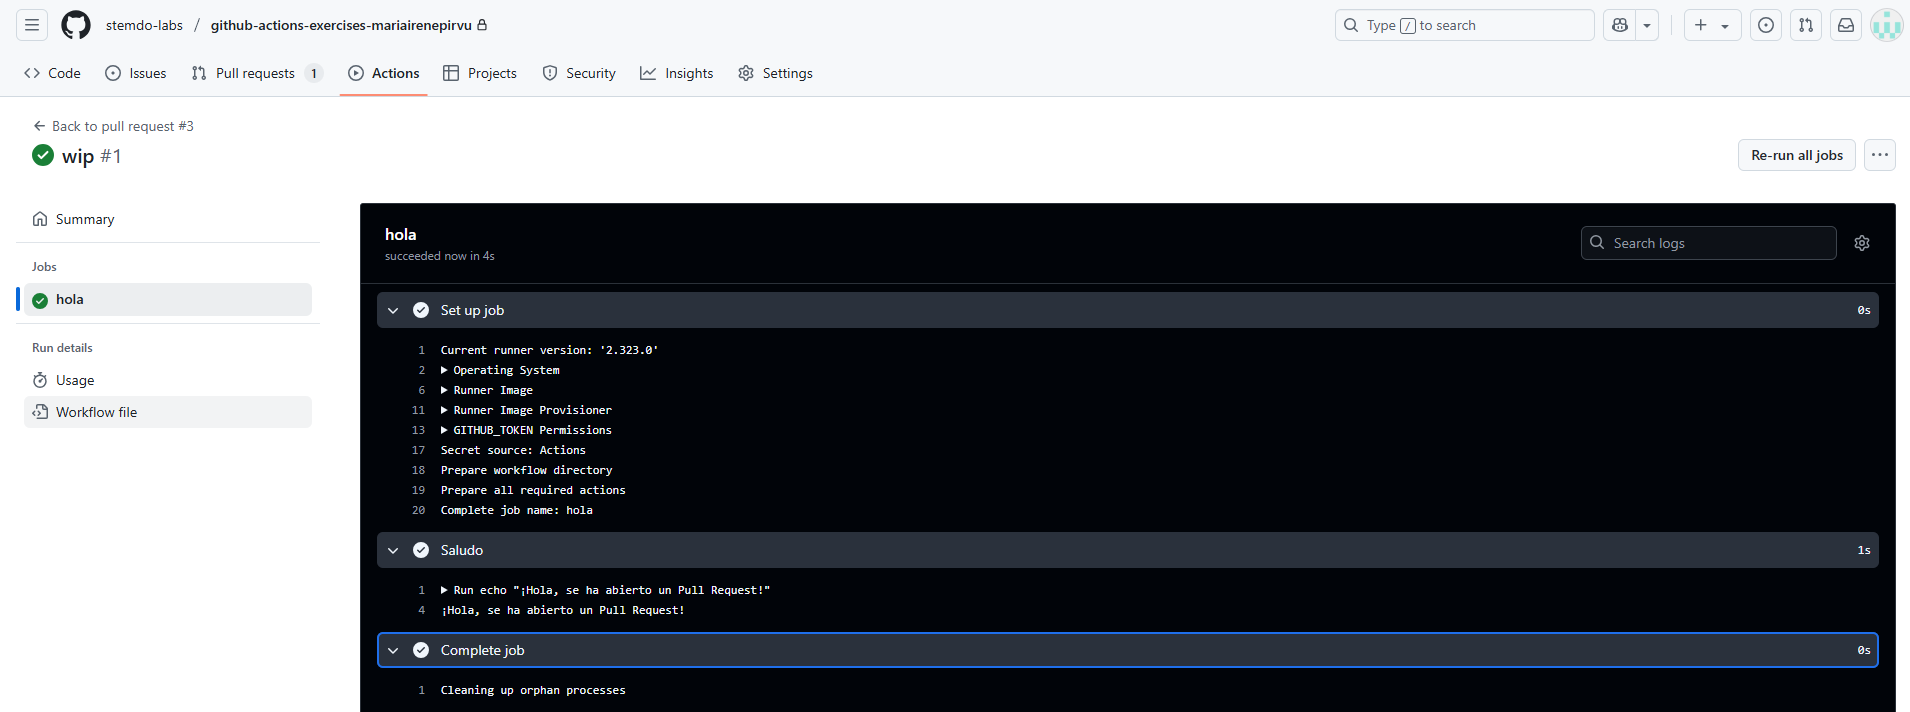 stemdo-labs / github-actions-exercises-mariairenepirvu
Type / to search
Code Issues Pull requests 1 Actions Projects Security Insights Settings
Back to pull request #3
wip #1
Re-run all jobs
Summary
Jobs
hola
Run details
Usage
Workflow file
hola
succeeded now in 4s
Search logs
Set up job 0s
1 Current runner version: '2.323.0'
2 Operating System
6 Runner Image
11 Runner Image Provisioner
13 GITHUB_TOKEN Permissions
17 Secret source: Actions
18 Prepare workflow directory
19 Prepare all required actions
20 Complete job name: hola
Saludo 1s
1 Run echo "¡Hola, se ha abierto un Pull Request!"
4 ¡Hola, se ha abierto un Pull Request!
Complete job 0s
1 Cleaning up orphan processes